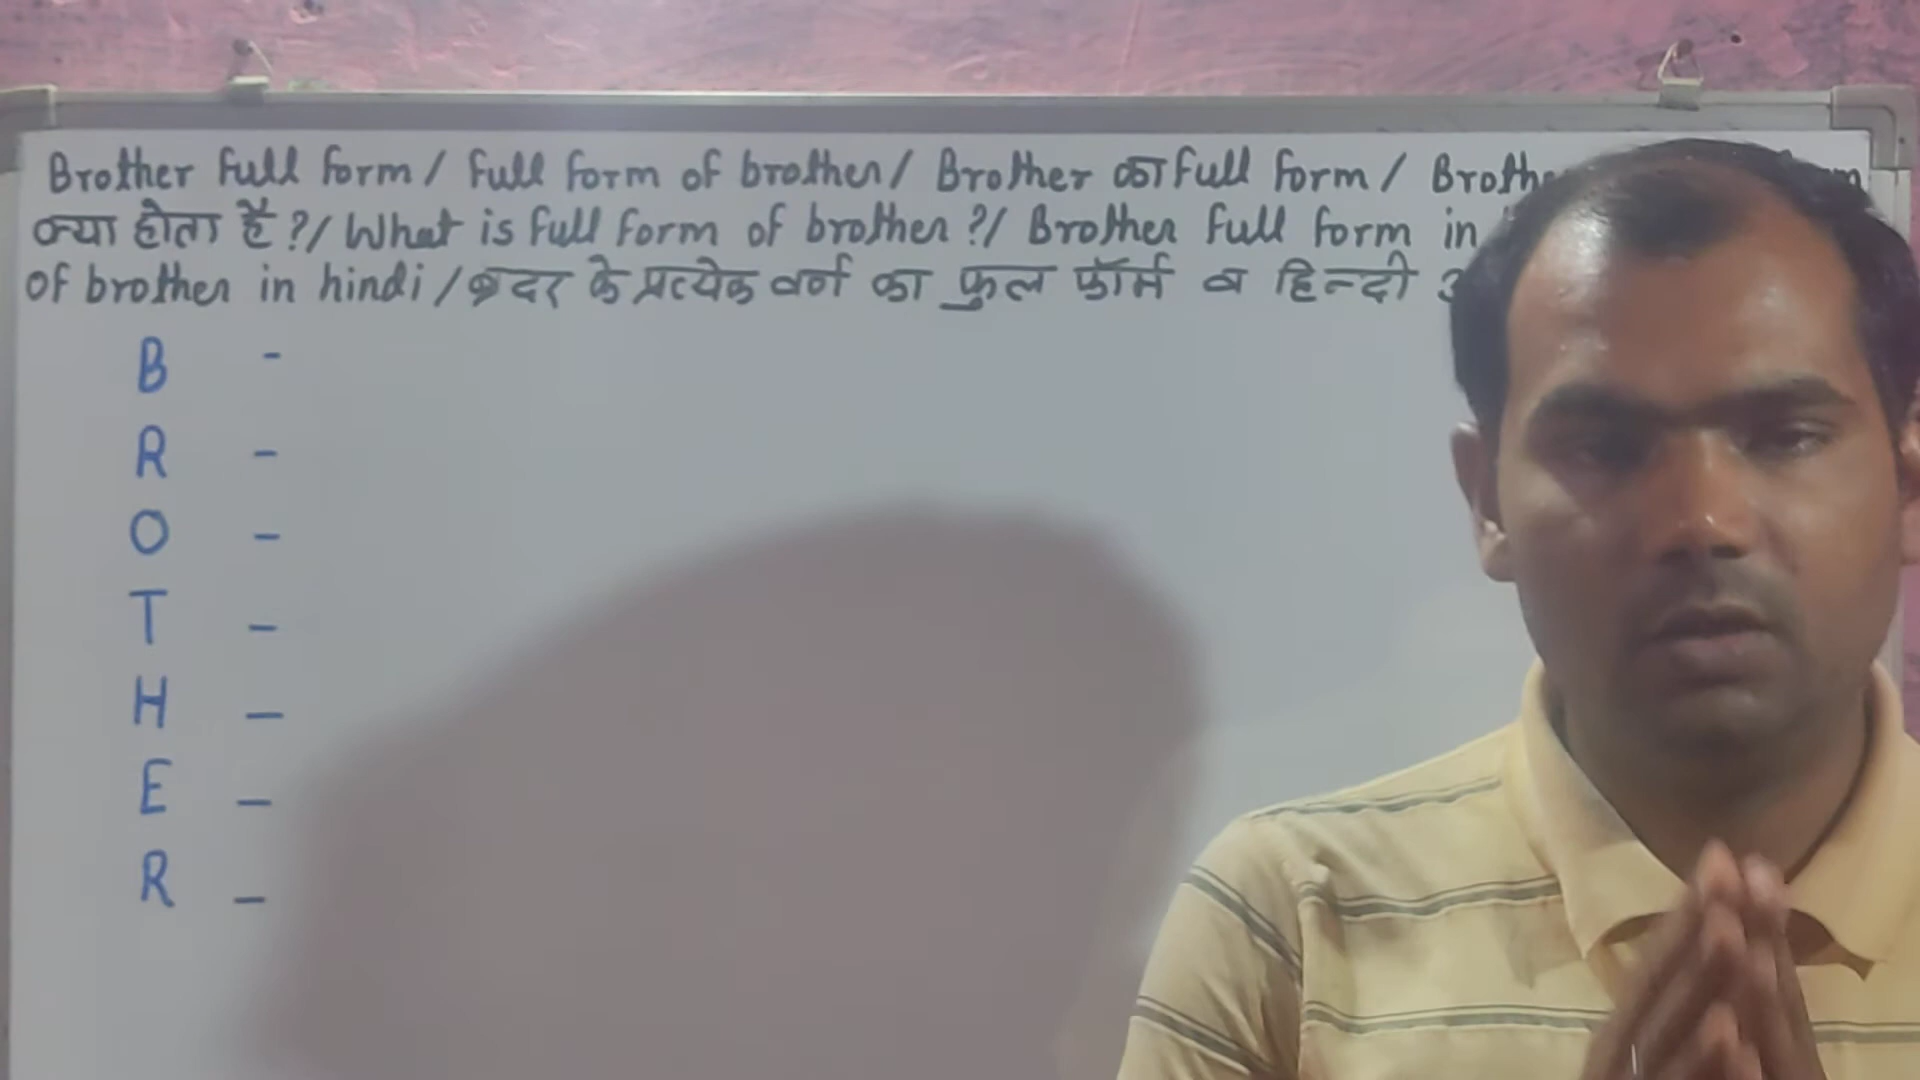 Brother full form / full form of brother / Brother का full form / Brother
क्या होता है ? / What is full form of brother ? / Brother full form in
of brother in hindi / ब्रदर के प्रत्येक वर्ण का फुल फॉर्म व हिन्दी
B -
R -
O -
T -
H -
E -
R -